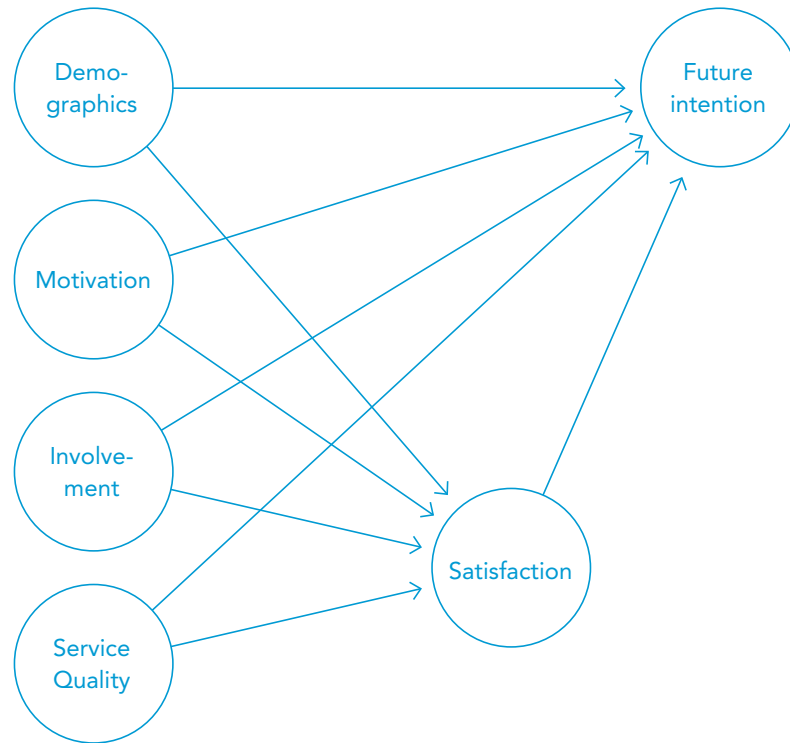 Demo-
graphics
Future
intention
Motivation
Involve-
ment
Satisfaction
Service
Quality